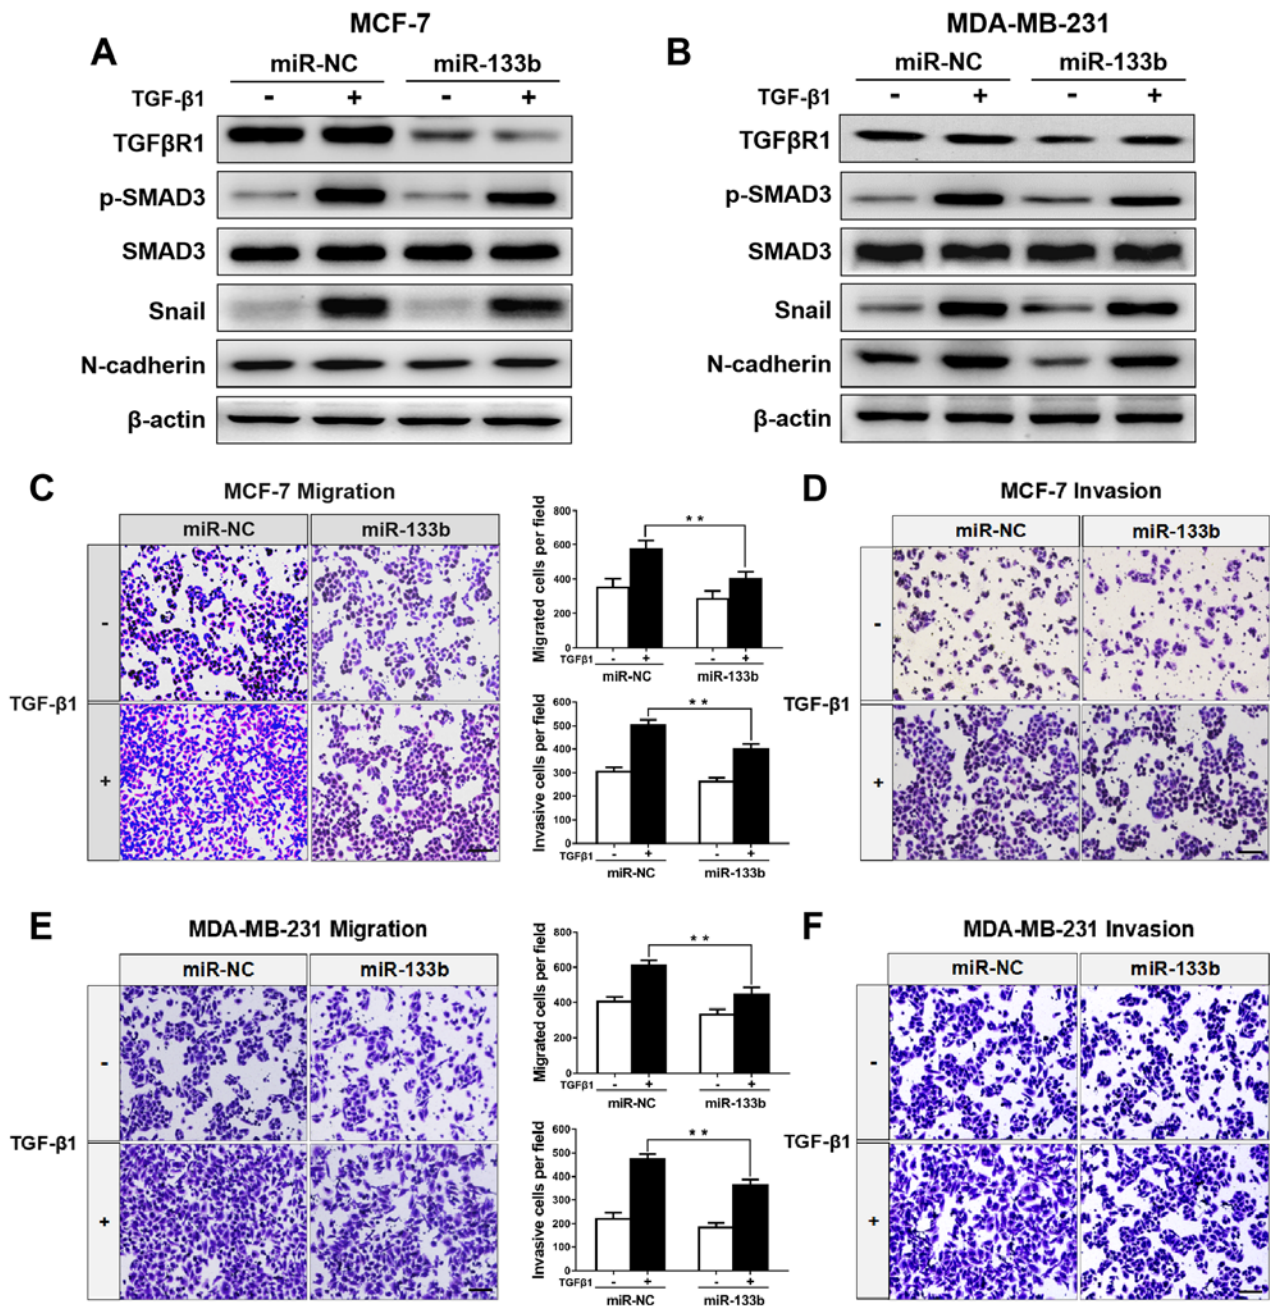 MCF-7
A
miR-NC miR-133b
TGF-β1 - + - +
TGFβR1
p-SMAD3
SMAD3
Snail
N-cadherin
β-actin
MDA-MB-231
B
miR-NC miR-133b
TGF-β1 - + - +
TGFβR1
p-SMAD3
SMAD3
Snail
N-cadherin
β-actin
C
MCF-7 Migration
miR-NC miR-133b
-
TGF-β1
+
Migrated cells per field
800
600
400
200
0
* *
TGFβ1 - + - +
miR-NC miR-133b
Invasive cells per field
600
500
400
300
200
100
0
* *
TGFβ1 - + - +
miR-NC miR-133b
D
MCF-7 Invasion
miR-NC miR-133b
-
TGF-β1
+
E
MDA-MB-231 Migration
miR-NC miR-133b
-
TGF-β1
+
Migrated cells per field
800
600
400
200
0
* *
TGFβ1 - + - +
miR-NC miR-133b
Invasive cells per field
600
500
400
300
200
100
0
* *
TGFβ1 - + - +
miR-NC miR-133b
F
MDA-MB-231 Invasion
miR-NC miR-133b
-
TGF-β1
+